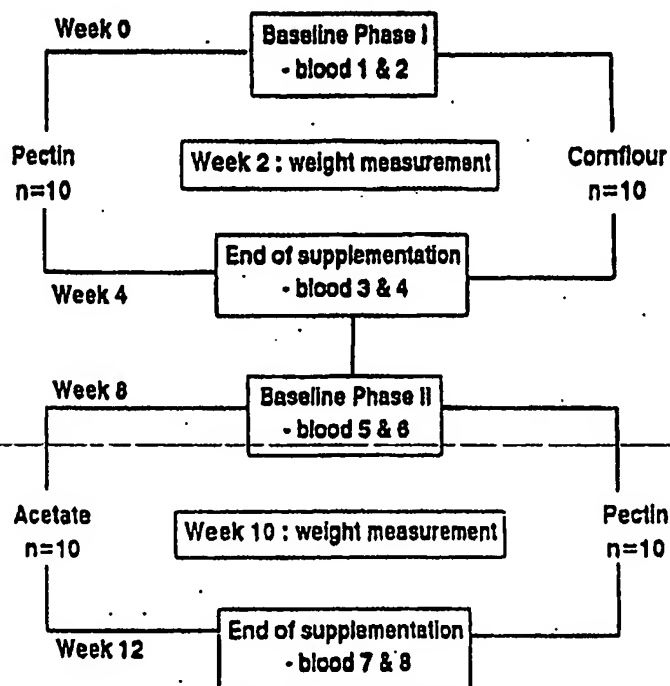 Week 0
Baseline Phase I
- blood 1 & 2
Pectin
n=10
Week 2 : weight measurement
Cornflour
n=10
End of supplementation
- blood 3 & 4
Week 4
Week 8
Baseline Phase II
- blood 5 & 6
Acetate
n=10
Week 10 : weight measurement
Pectin
n=10
Week 12
End of supplementation
- blood 7 & 8